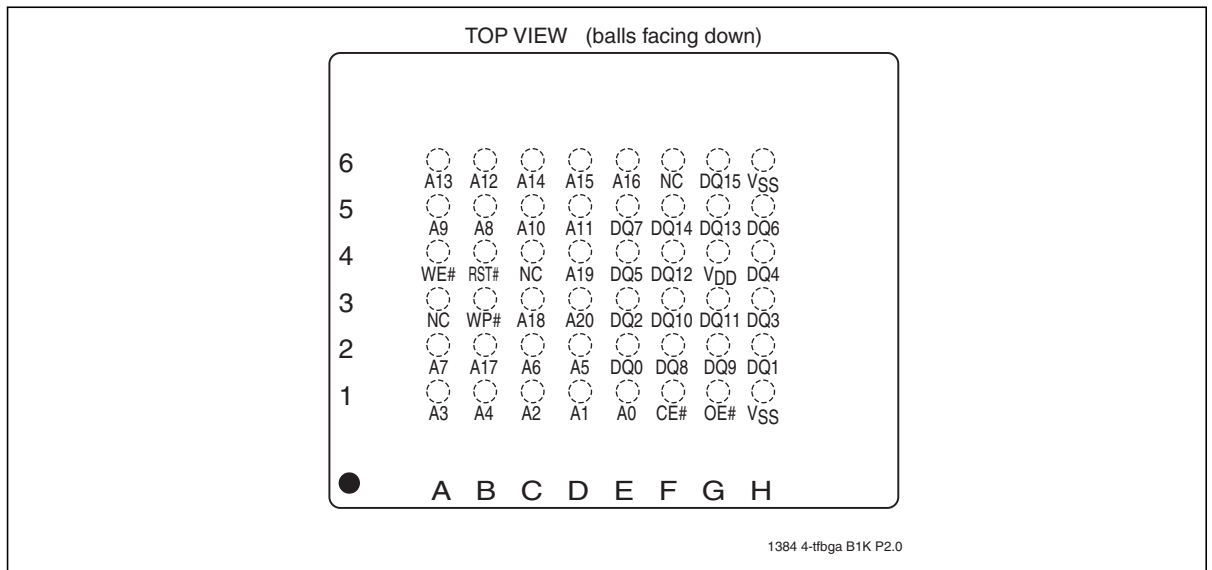 TOP VIEW (balls facing down)
6
A13 A12 A14 A15 A16 NC DQ15 VSS
5
A9 A8 A10 A11 DQ7 DQ14 DQ13 DQ6
4
WE# RST# NC A19 DQ5 DQ12 VDD DQ4
3
NC WP# A18 A20 DQ2 DQ10 DQ11 DQ3
2
A7 A17 A6 A5 DQ0 DQ8 DQ9 DQ1
1
A3 A4 A2 A1 A0 CE# OE# VSS
A B C D E F G H
1384 4-tfbga B1K P2.0